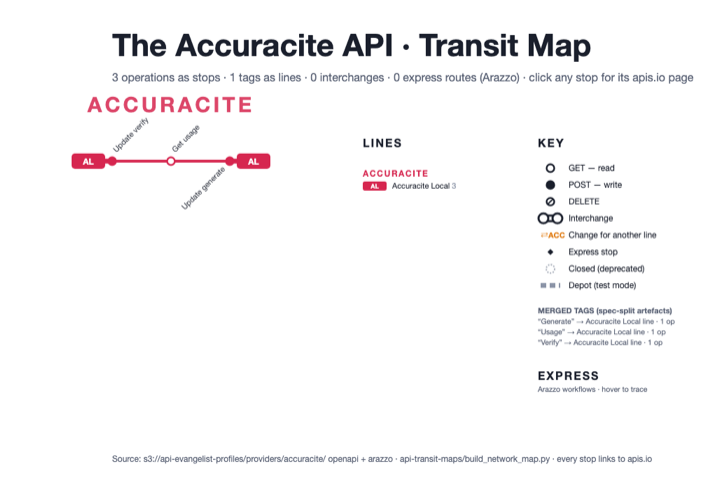 The Accuracite API · Transit Map
3 operations as stops · 1 tags as lines · 0 interchanges · 0 express routes (Arazzo) · click any stop for its apis.io page
ACCURACITE
Update verify
Get usage
AL
AL
Update generate
LINES
ACCURACITE
AL Accuracite Local 3
KEY
GET — read
POST — write
DELETE
Interchange
⇄ACC Change for another line
Express stop
Closed (deprecated)
Depot (test mode)
MERGED TAGS (spec-split artefacts)
"Generate" → Accuracite Local line · 1 op
"Usage" → Accuracite Local line · 1 op
"Verify" → Accuracite Local line · 1 op
EXPRESS
Arazzo workflows · hover to trace
Source: s3://api-evangelist-profiles/providers/accuracite/ openapi + arazzo · api-transit-maps/build_network_map.py · every stop links to apis.io